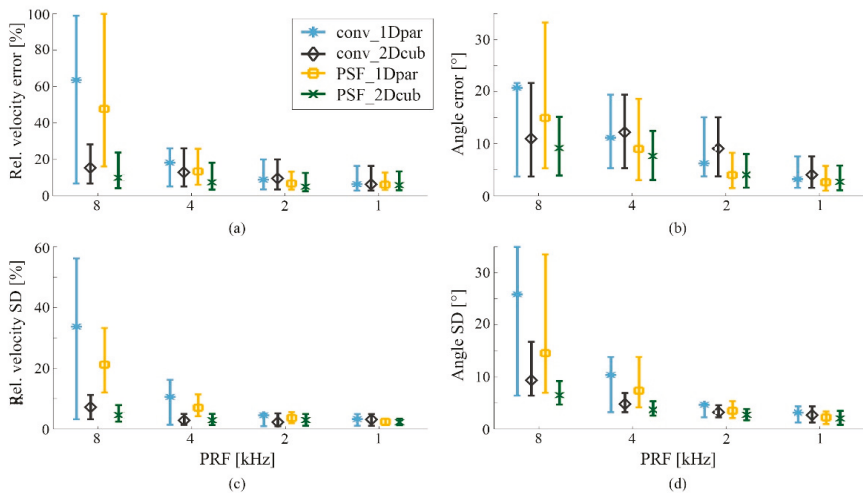 Rel. velocity error [%]
100
80
60
40
20
0
8
4
2
1
(a)
conv_1Dpar
conv_2Dcub
PSF_1Dpar
PSF_2Dcub
Angle error [°]
30
20
10
0
8
4
2
1
(b)
Rel. velocity SD [%]
60
40
20
0
8
4
2
1
PRF [kHz]
(c)
Angle SD [°]
30
20
10
0
8
4
2
1
PRF [kHz]
(d)